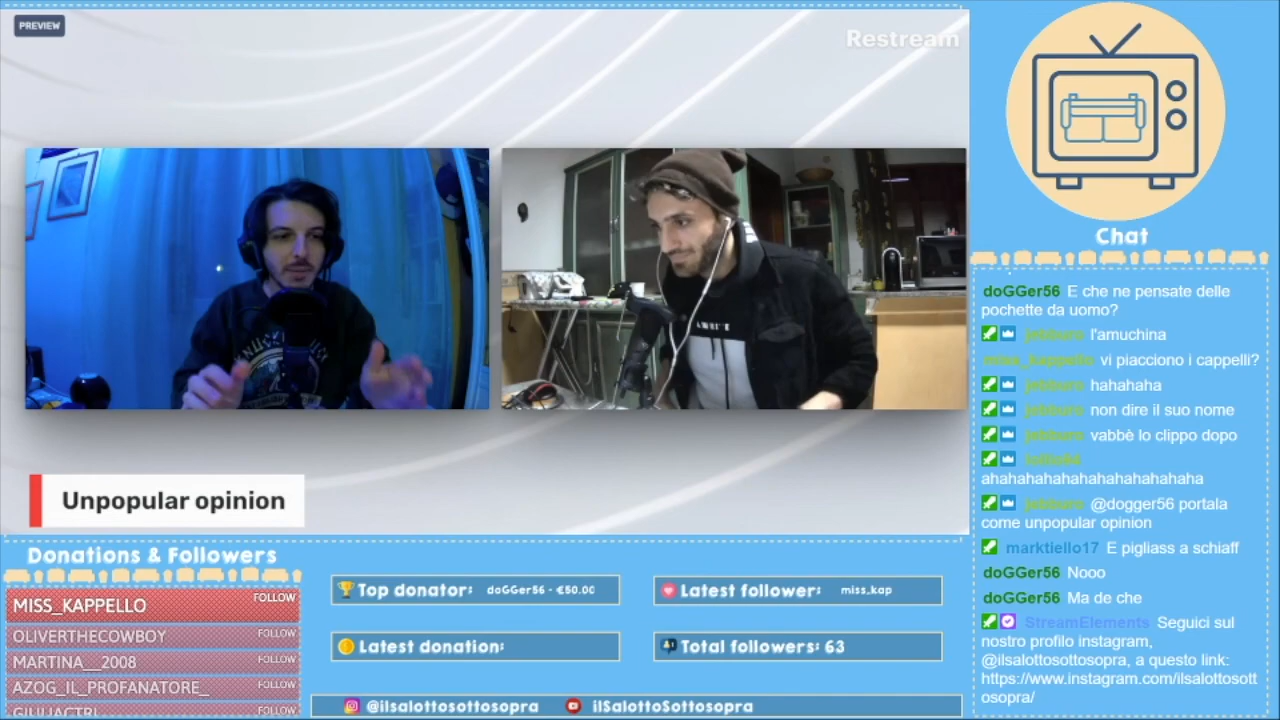 PREVIEW
Restream
Unpopular opinion
Chat
doGGer56 E che ne pensate delle
pochette da uomo?
l'amuchina
miss_kappello vi piacciono i cappelli?
hahahaha
non dire il suo nome
vabbè lo clippo dopo
ahahahahahahahahahahaha
@dogger56 portala
come unpopular opinion
marktiello17 E pigliass a schiaff
doGGer56 Nooo
doGGer56 Ma de che
StreamElements Seguici sul
nostro profilo instagram,
@ilsalottosottosopra, a questo link:
https://www.instagram.com/ilsalottosott
osopra/
Donations & Followers
MISS_KAPPELLO FOLLOW
OLIVERTHECOWBOY FOLLOW
MARTINA__2008 FOLLOW
AZOG_IL_PROFANATORE_ FOLLOW
FOLLOW
Top donator: doGGer56 - €50.00
Latest follower: miss_kap
Latest donation:
Total followers: 63
@ilsalottosottosopra
ilSalottoSottosopra